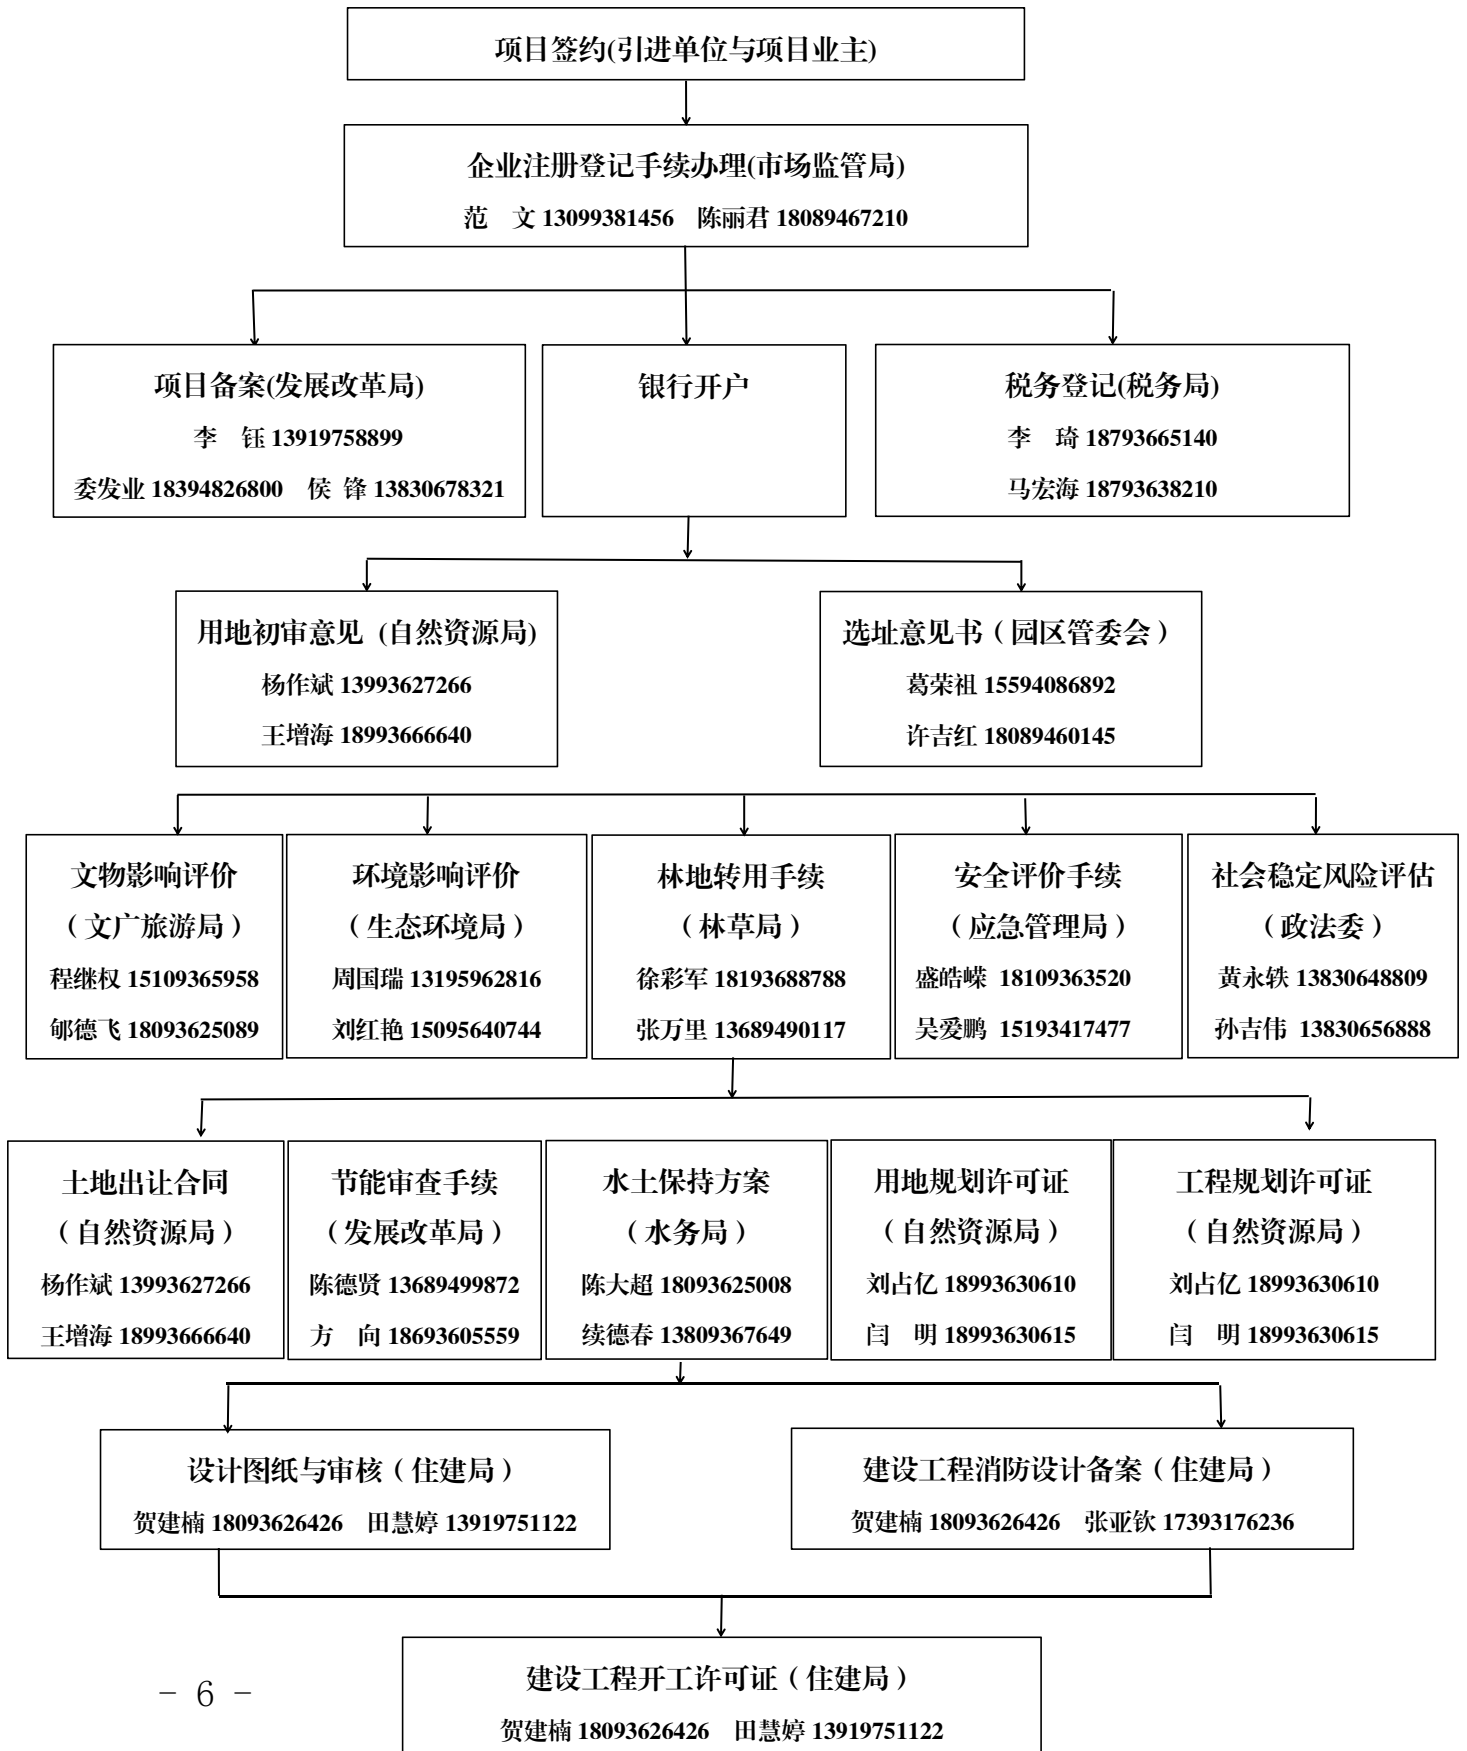 项目签约(引进单位与项目业主)
企业注册登记手续办理(市场监管局)
范　文 13099381456　陈丽君 18089467210
项目备案(发展改革局)
李　钰 13919758899
委发业 18394826800　侯 锋 13830678321
银行开户
税务登记(税务局)
李　琦 18793665140
马宏海 18793638210
用地初审意见 (自然资源局)
杨作斌 13993627266
王增海 18993666640
选址意见书（园区管委会）
葛荣祖 15594086892
许吉红 18089460145
文物影响评价
（文广旅游局）
程继权 15109365958
郇德飞 18093625089
环境影响评价
（生态环境局）
周国瑞 13195962816
刘红艳 15095640744
林地转用手续
（林草局）
徐彩军 18193688788
张万里 13689490117
安全评价手续
（应急管理局）
盛皓嵘 18109363520
吴爱鹏 15193417477
社会稳定风险评估
（政法委）
黄永轶 13830648809
孙吉伟 13830656888
土地出让合同
（自然资源局）
杨作斌 13993627266
王增海 18993666640
节能审查手续
（发展改革局）
陈德贤 13689499872
方　向 18693605559
水土保持方案
（水务局）
陈大超 18093625008
续德春 13809367649
用地规划许可证
（自然资源局）
刘占亿 18993630610
闫　明 18993630615
工程规划许可证
（自然资源局）
刘占亿 18993630610
闫　明 18993630615
设计图纸与审核（住建局）
贺建楠 18093626426　田慧婷 13919751122
建设工程消防设计备案（住建局）
贺建楠 18093626426　张亚钦 17393176236
建设工程开工许可证（住建局）
贺建楠 18093626426　田慧婷 13919751122
- 6 -